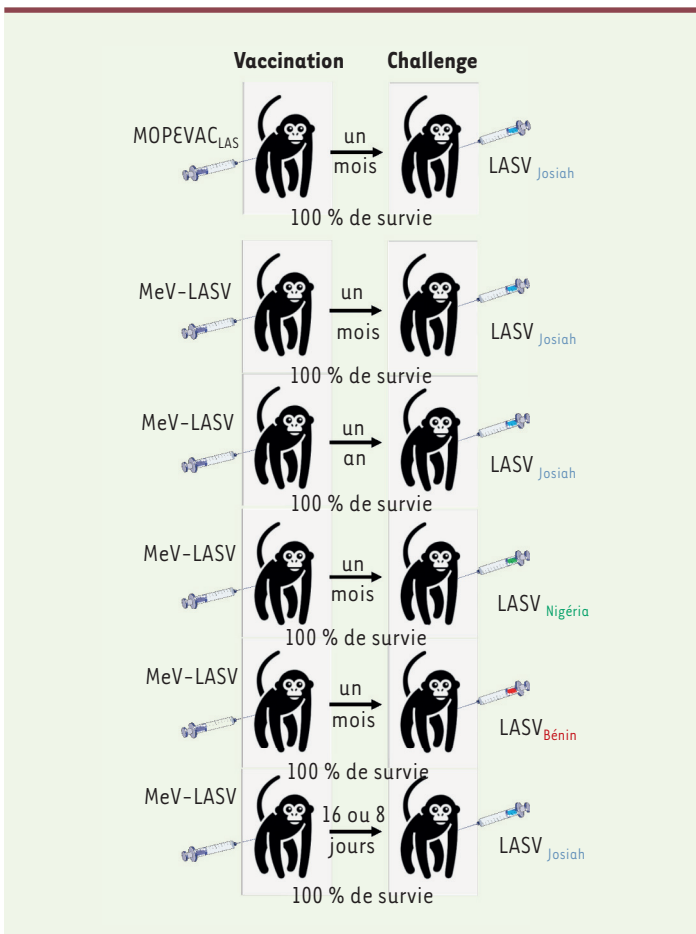 Vaccination Challenge
MOPEVAC LAS un mois LASV Josiah
100 % de survie
MeV-LASV un mois LASV Josiah
100 % de survie
MeV-LASV un an LASV Josiah
100 % de survie
MeV-LASV un mois LASV Nigéria
100 % de survie
MeV-LASV un mois LASV Bénin
100 % de survie
MeV-LASV 16 ou 8 jours LASV Josiah
100 % de survie